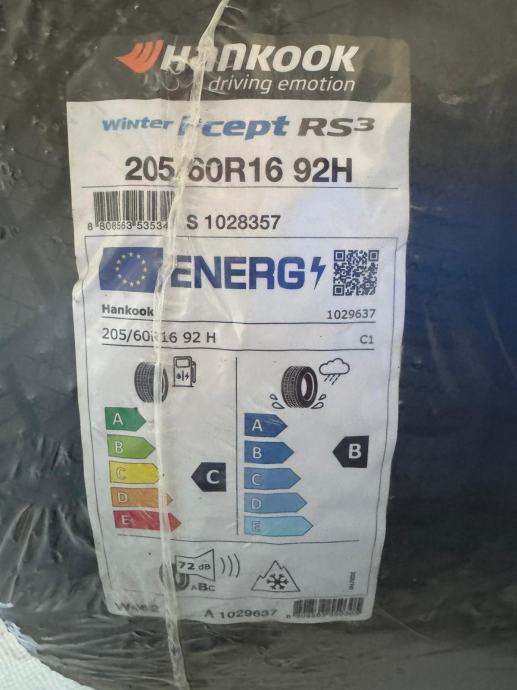 HANKOOK
driving emotion
Winter i*cept RS3
205/60R16 92H
S 1028357
ENERG
Hankook
1029637
205/60R16 92 H
C1
A
B
C
D
E
C
A
B
C
D
E
B
72 dB
ABC
A 1029637